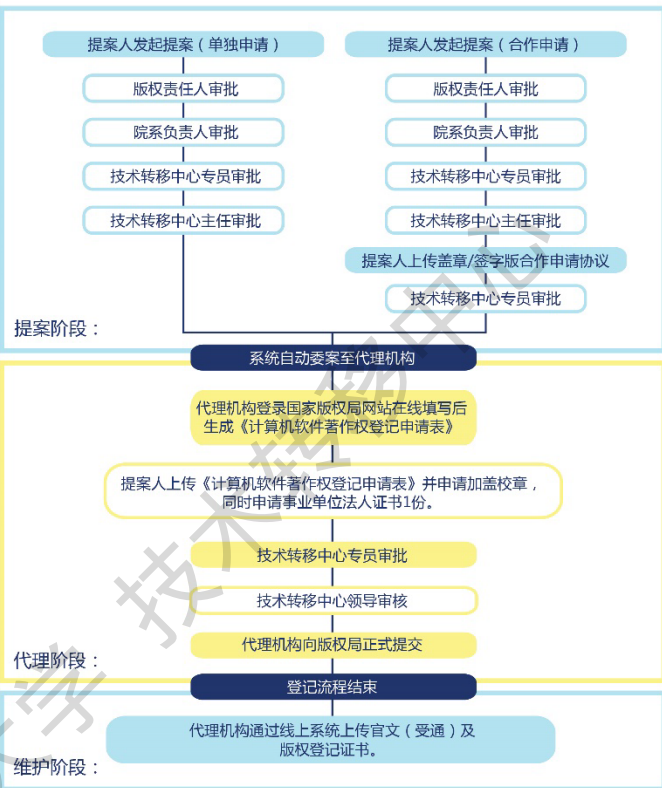 提案人发起提案（单独申请）
版权责任人审批
院系负责人审批
技术转移中心专员审批
技术转移中心主任审批
提案人发起提案（合作申请）
版权责任人审批
院系负责人审批
技术转移中心专员审批
技术转移中心主任审批
提案人上传盖章/签字版合作申请协议
技术转移中心专员审批
提案阶段：
系统自动委案至代理机构
代理机构登录国家版权局网站在线填写后
生成《计算机软件著作权登记申请表》
提案人上传《计算机软件著作权登记申请表》并申请加盖校章，
同时申请事业单位法人证书1份。
技术转移中心专员审批
技术转移中心领导审核
代理机构向版权局正式提交
代理阶段：
登记流程结束
代理机构通过线上系统上传官文（受通）及
版权登记证书。
维护阶段：
大学 技术转移中心